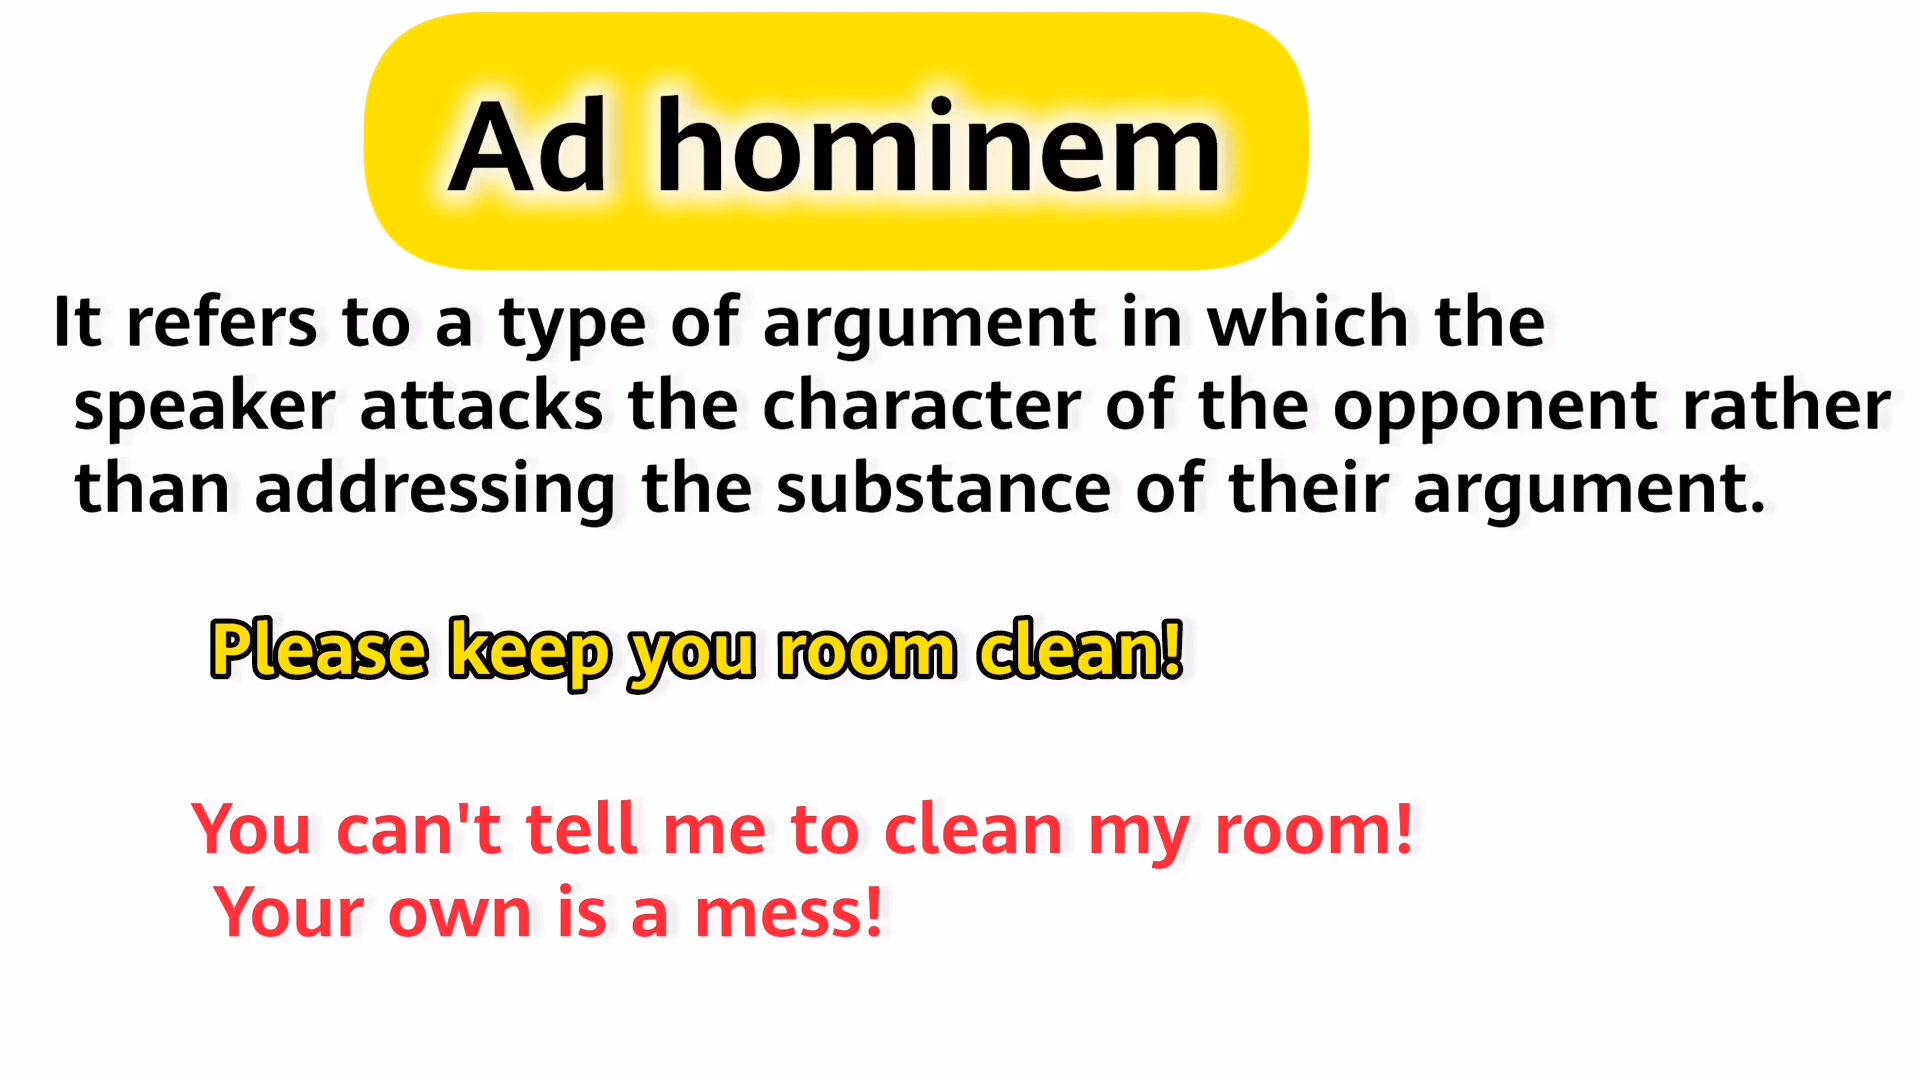 Ad hominem
It refers to a type of argument in which the
speaker attacks the character of the opponent rather
than addressing the substance of their argument.
Please keep you room clean!
You can't tell me to clean my room!
Your own is a mess!